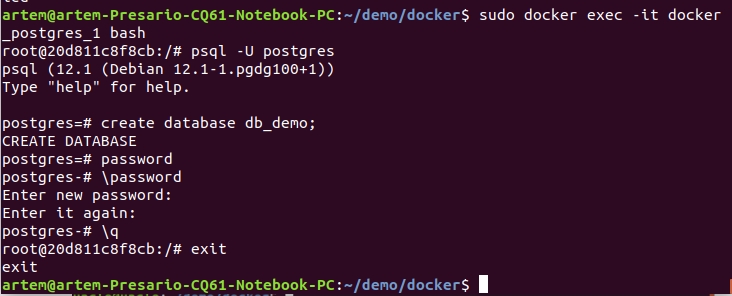 artem@artem-Presario-CQ61-Notebook-PC:~/demo/docker$ sudo docker exec -it docker
_postgres_1 bash
root@20d811c8f8cb:/# psql -U postgres
psql (12.1 (Debian 12.1-1.pgdg100+1))
Type "help" for help.

postgres=# create database db_demo;
CREATE DATABASE
postgres=# password
postgres-# \password
Enter new password:
Enter it again:
postgres-# \q
root@20d811c8f8cb:/# exit
exit
artem@artem-Presario-CQ61-Notebook-PC:~/demo/docker$